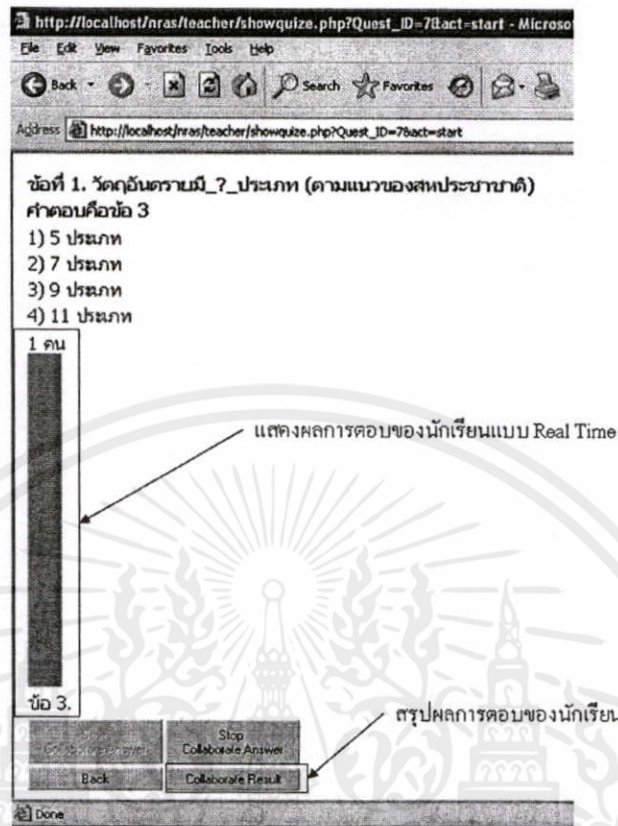 http://localhost/nras/teacher/showquize.php?Quest_ID=7&act=start - Microso
File Edit View Favorites Tools Help
Back Search Favorites
Address http://localhost/nras/teacher/showquize.php?Quest_ID=7&act=start
ข้อที่ 1. วัตถุอันตรายมี_?_ประเภท (ตามแนวของสหประชาชาติ)
คำตอบคือข้อ 3
1) 5 ประเภท
2) 7 ประเภท
3) 9 ประเภท
4) 11 ประเภท
1 คน
แสดงผลการตอบของนักเรียนแบบ Real Time
ข้อ 3.
สรุปผลการตอบของนักเรียน
Stop
Collaborate Answer
Back Collaborate Result
Done